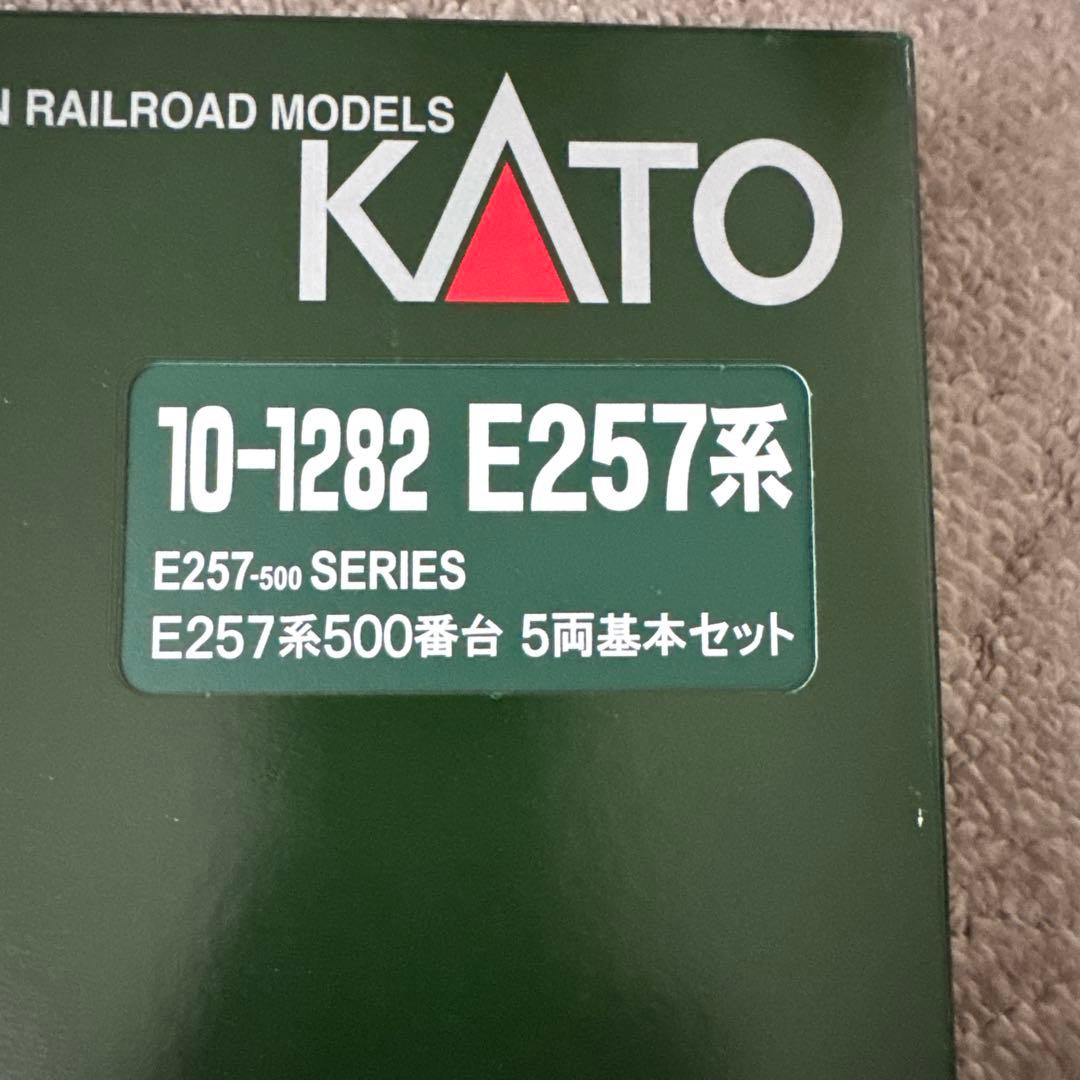 N RAILROAD MODELS
KATO
10-1282 E257系
E257-500 SERIES
E257系500番台 5両基本セット